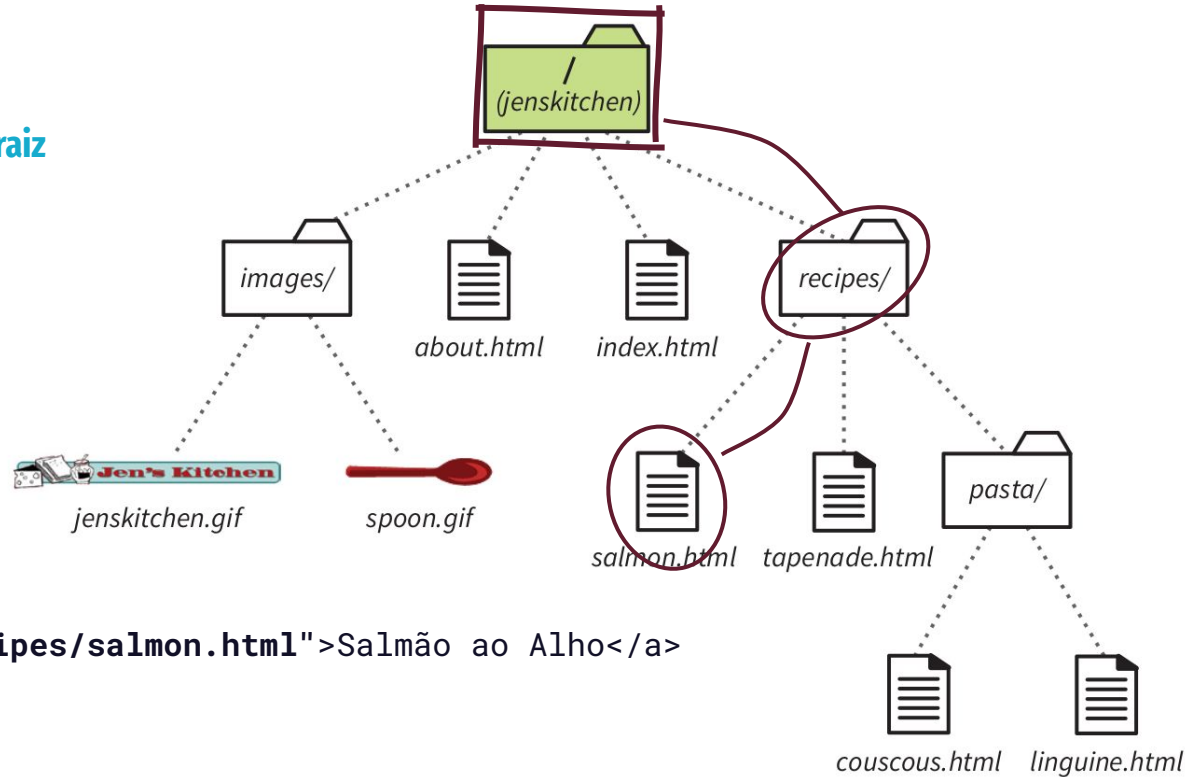 /
(jenskitchen)
raiz
images/
recipes/
about.html
index.html
Jen's Kitchen
jenskitchen.gif
spoon.gif
pasta/
salmon.html
tapenade.html
ipes/salmon.html">Salmão ao Alho</a>
couscous.html
linguine.html